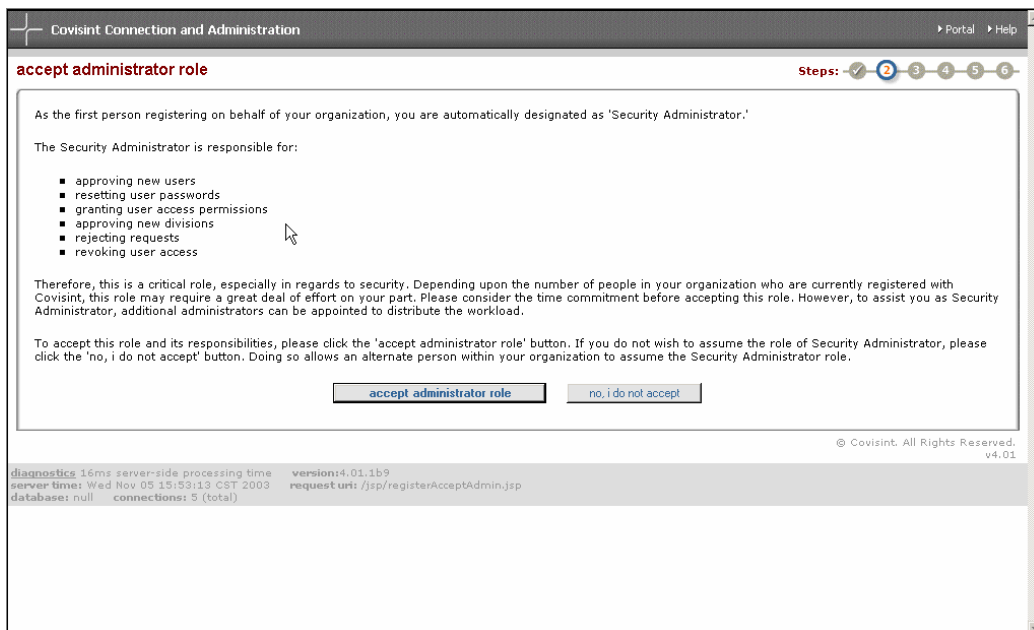 Covisint Connection and Administration
Portal Help
accept administrator role
Steps: 2 3 4 5 6
As the first person registering on behalf of your organization, you are automatically designated as 'Security Administrator.'
The Security Administrator is responsible for:
approving new users
resetting user passwords
granting user access permissions
approving new divisions
rejecting requests
revoking user access
Therefore, this is a critical role, especially in regards to security. Depending upon the number of people in your organization who are currently registered with
Covisint, this role may require a great deal of effort on your part. Please consider the time commitment before accepting this role. However, to assist you as Security
Administrator, additional administrators can be appointed to distribute the workload.
To accept this role and its responsibilities, please click the 'accept administrator role' button. If you do not wish to assume the role of Security Administrator, please
click the 'no, i do not accept' button. Doing so allows an alternate person within your organization to assume the Security Administrator role.
accept administrator role no, i do not accept
© Covisint. All Rights Reserved.
v4.01
diagnostics 16ms server-side processing time version:4.01.1b9
server time: Wed Nov 05 15:53:13 CST 2003 request uri: /jsp/registerAcceptAdmin.jsp
database: null connections: 5 (total)